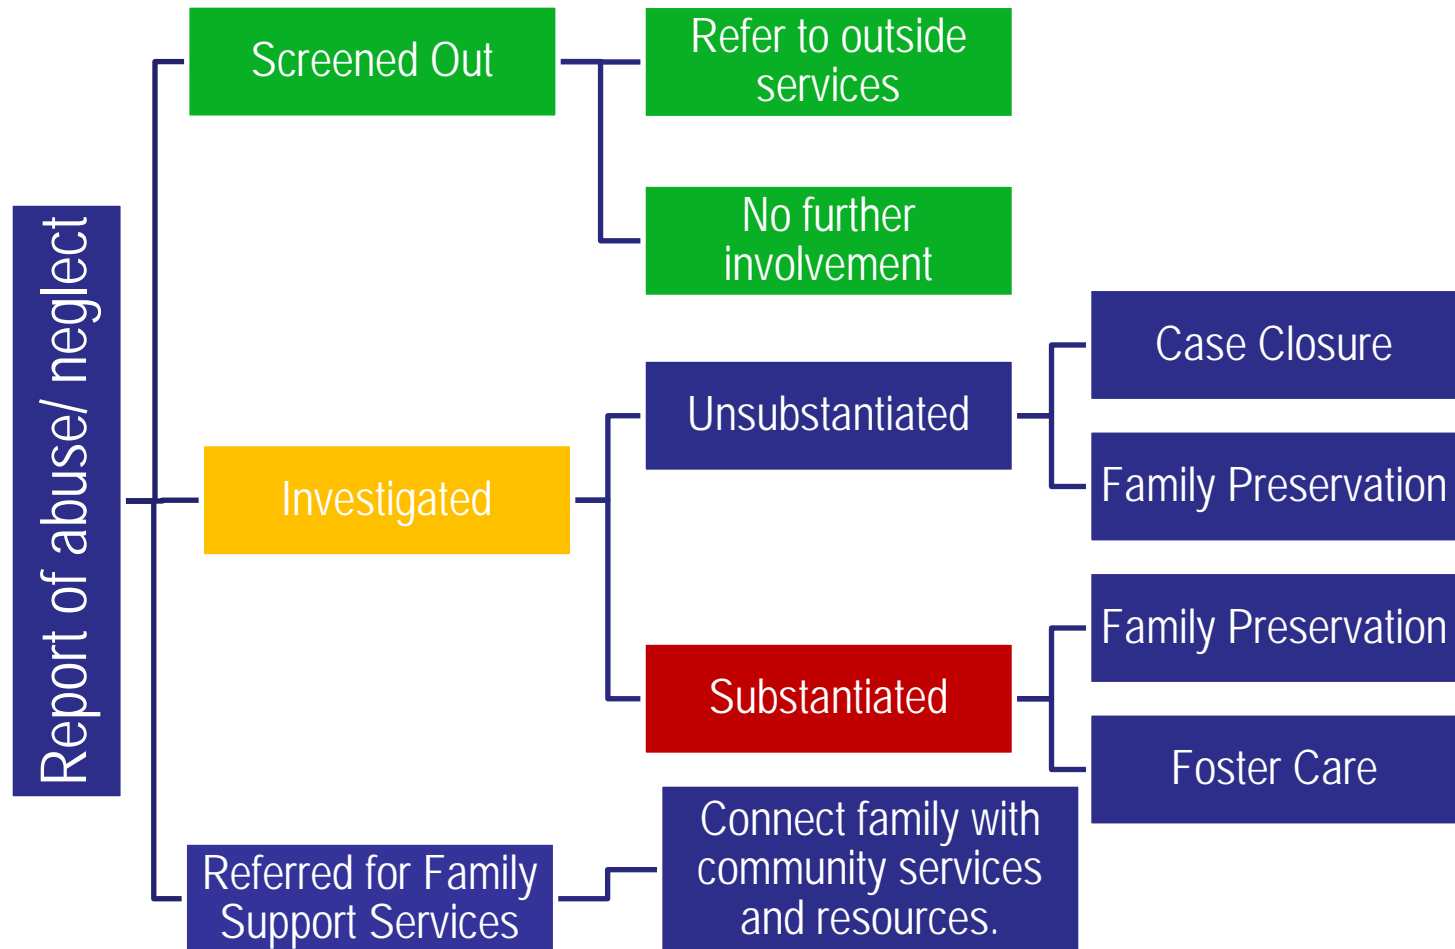 Report of abuse/ neglect
Screened Out
Refer to outside
services
No further
involvement
Investigated
Unsubstantiated
Case Closure
Family Preservation
Substantiated
Family Preservation
Foster Care
Referred for Family
Support Services
Connect family with
community services
and resources.